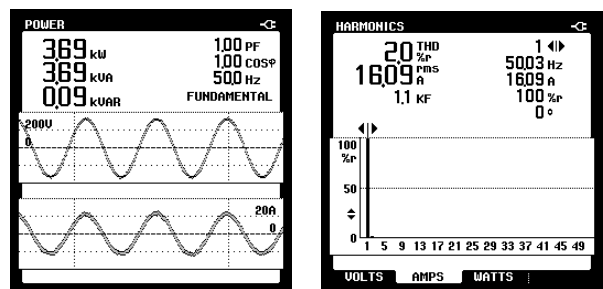 POWER
3,69 kW
3,69 kVA
0,09 kVAR
1,00 PF
1,00 COSφ
50,0 Hz
FUNDAMENTAL
200V
0
20A
0
HARMONICS
2,0 THD %r
16,09 rms A
1,1 KF
1
50,03 Hz
16,09 A
100 %r
0 °
100
%r
50
0
1 5 9 13 17 21 25 29 33 37 41 45 49
VOLTS AMPS WATTS